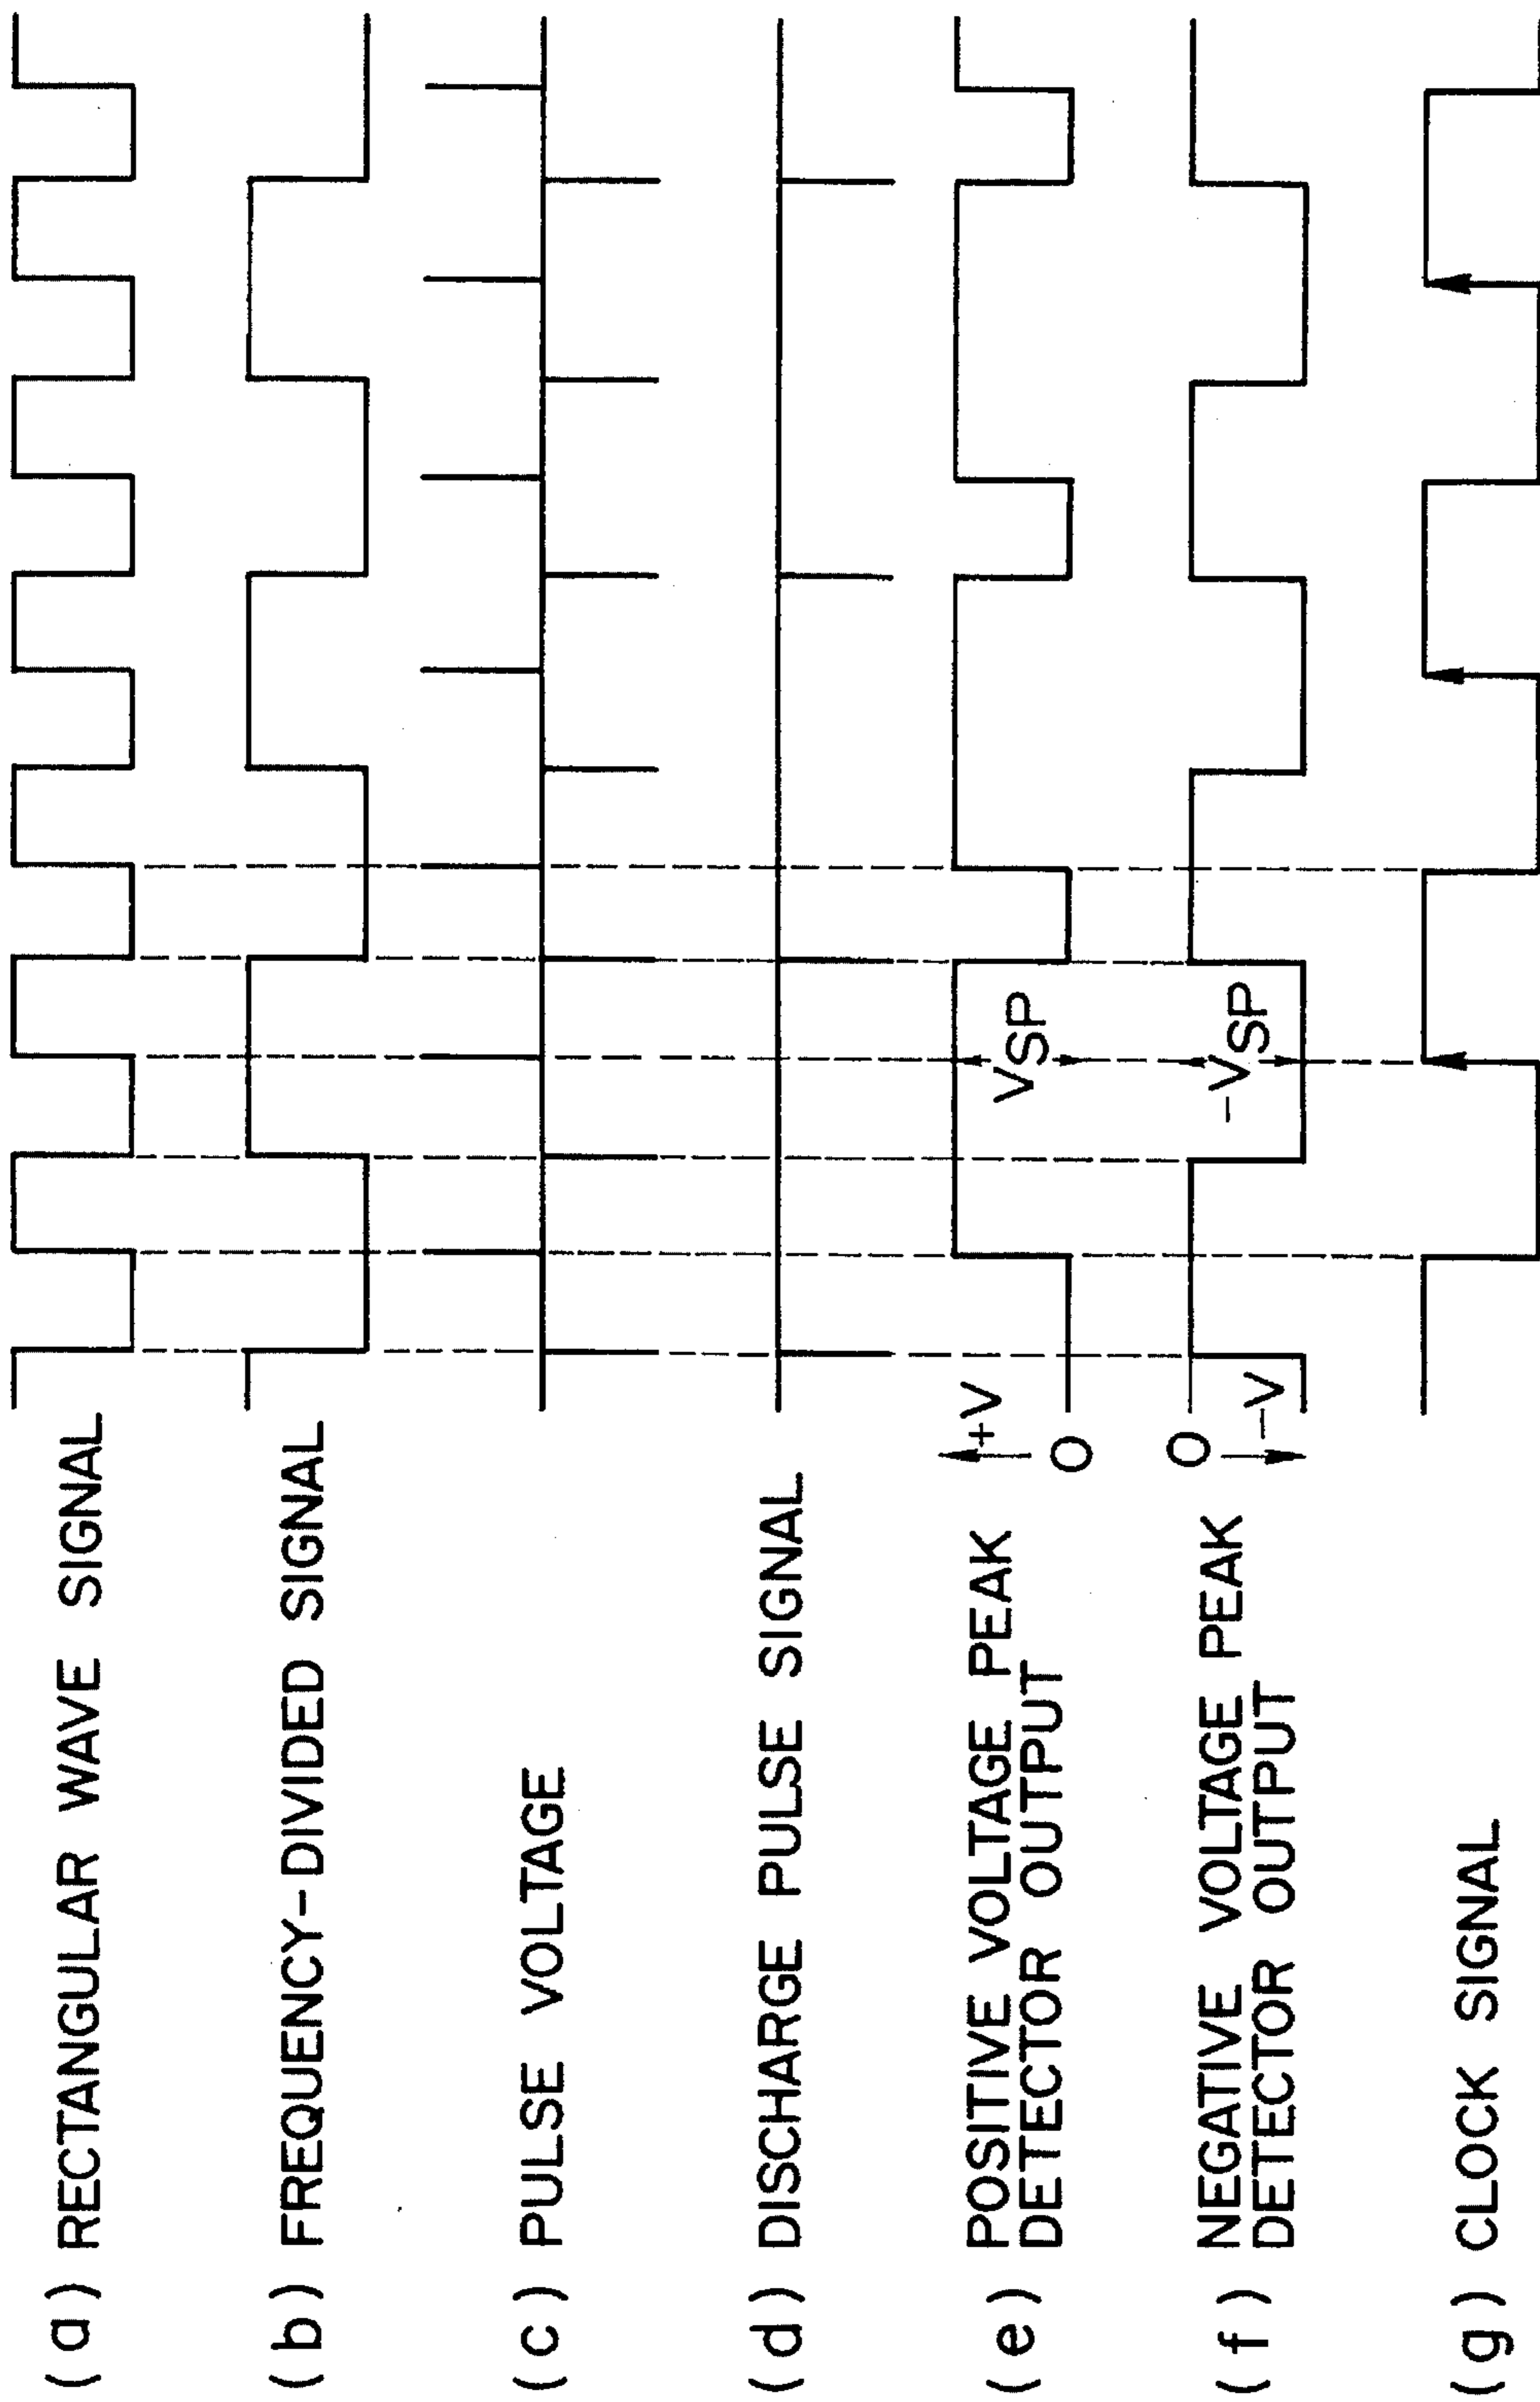 (a) RECTANGULAR WAVE SIGNAL
(b) FREQUENCY-DIVIDED SIGNAL
(c) PULSE VOLTAGE
(d) DISCHARGE PULSE SIGNAL
(e) POSITIVE VOLTAGE PEAK
DETECTOR OUTPUT
+V
0
VSP
(f) NEGATIVE VOLTAGE PEAK
DETECTOR OUTPUT
0
-V
-VSP
(g) CLOCK SIGNAL